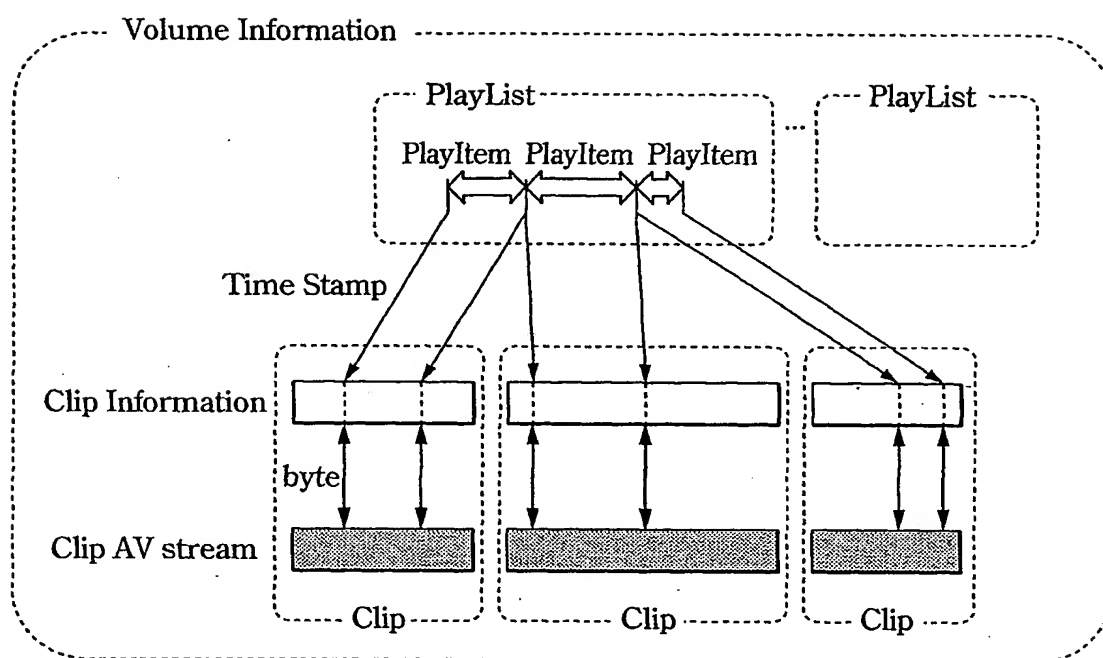 Volume Information
PlayList
PlayList
...
PlayItem PlayItem PlayItem
Time Stamp
Clip Information
byte
Clip AV stream
Clip
Clip
Clip